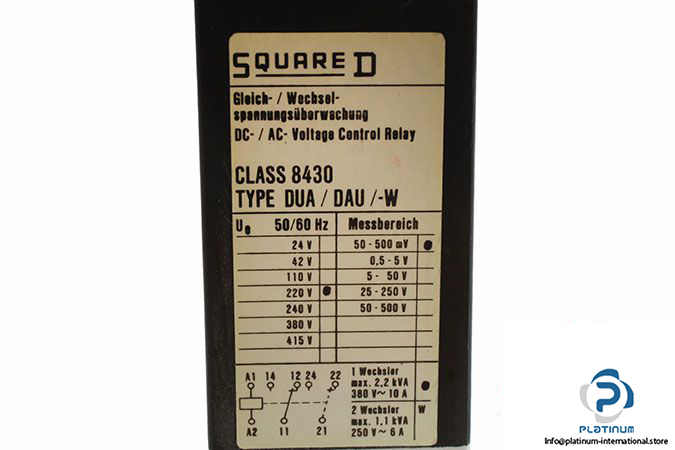 SQUARE D
Gleich- / Wechsel-
spannungsüberwachung
DC- / AC- Voltage Control Relay
CLASS 8430
TYPE DUA / DAU /-W
Ue 50/60 Hz Messbereich
24 V 50-500 mV
42 V 0,5-5 V
110 V 5- 50V
220 V 25-250 V
240 V 50-500 V
380 V
415 V
A1 14 12 24 22
A2 11 21
1 Wechsler
max. 2,2 kVA
380 V~ 10 A
2 Wechsler W
max. 1,1 kVA
250 V~ 6 A
PLATINUM
Info@platinum-international.store